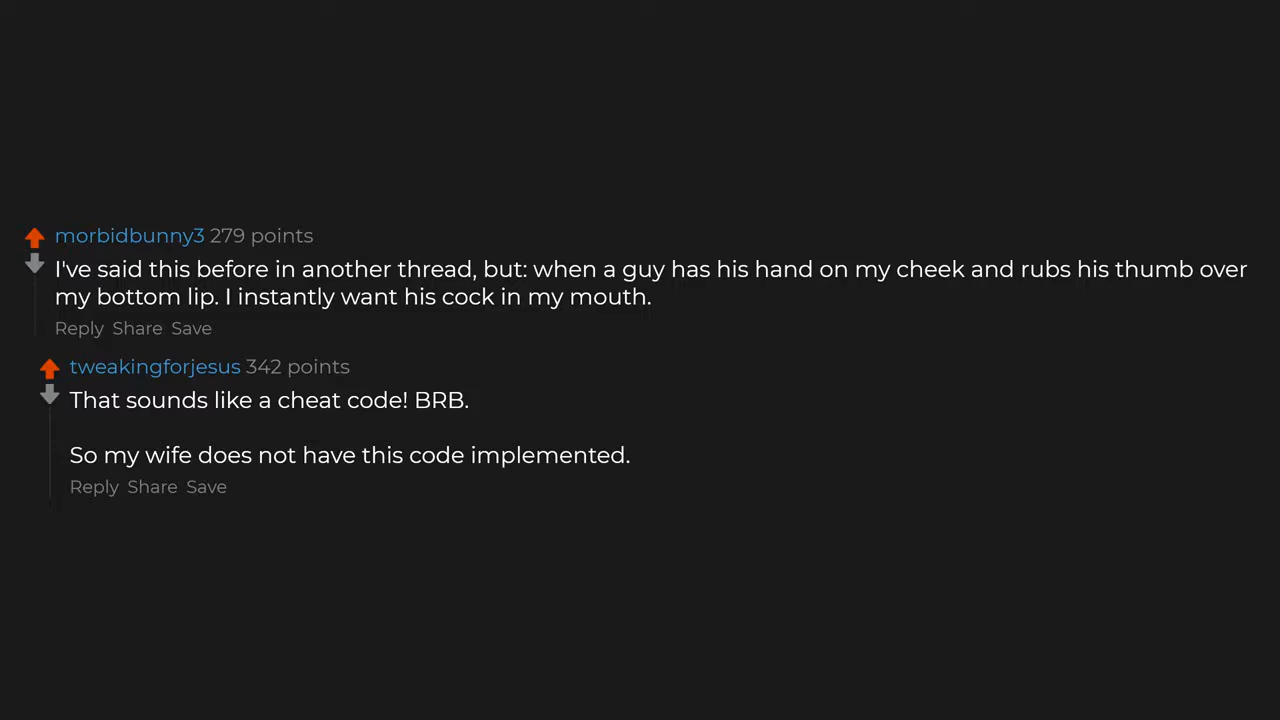 morbidbunny3 279 points
I've said this before in another thread, but: when a guy has his hand on my cheek and rubs his thumb over
my bottom lip. I instantly want his cock in my mouth.
Reply Share Save
tweakingforjesus 342 points
That sounds like a cheat code! BRB.
So my wife does not have this code implemented.
Reply Share Save